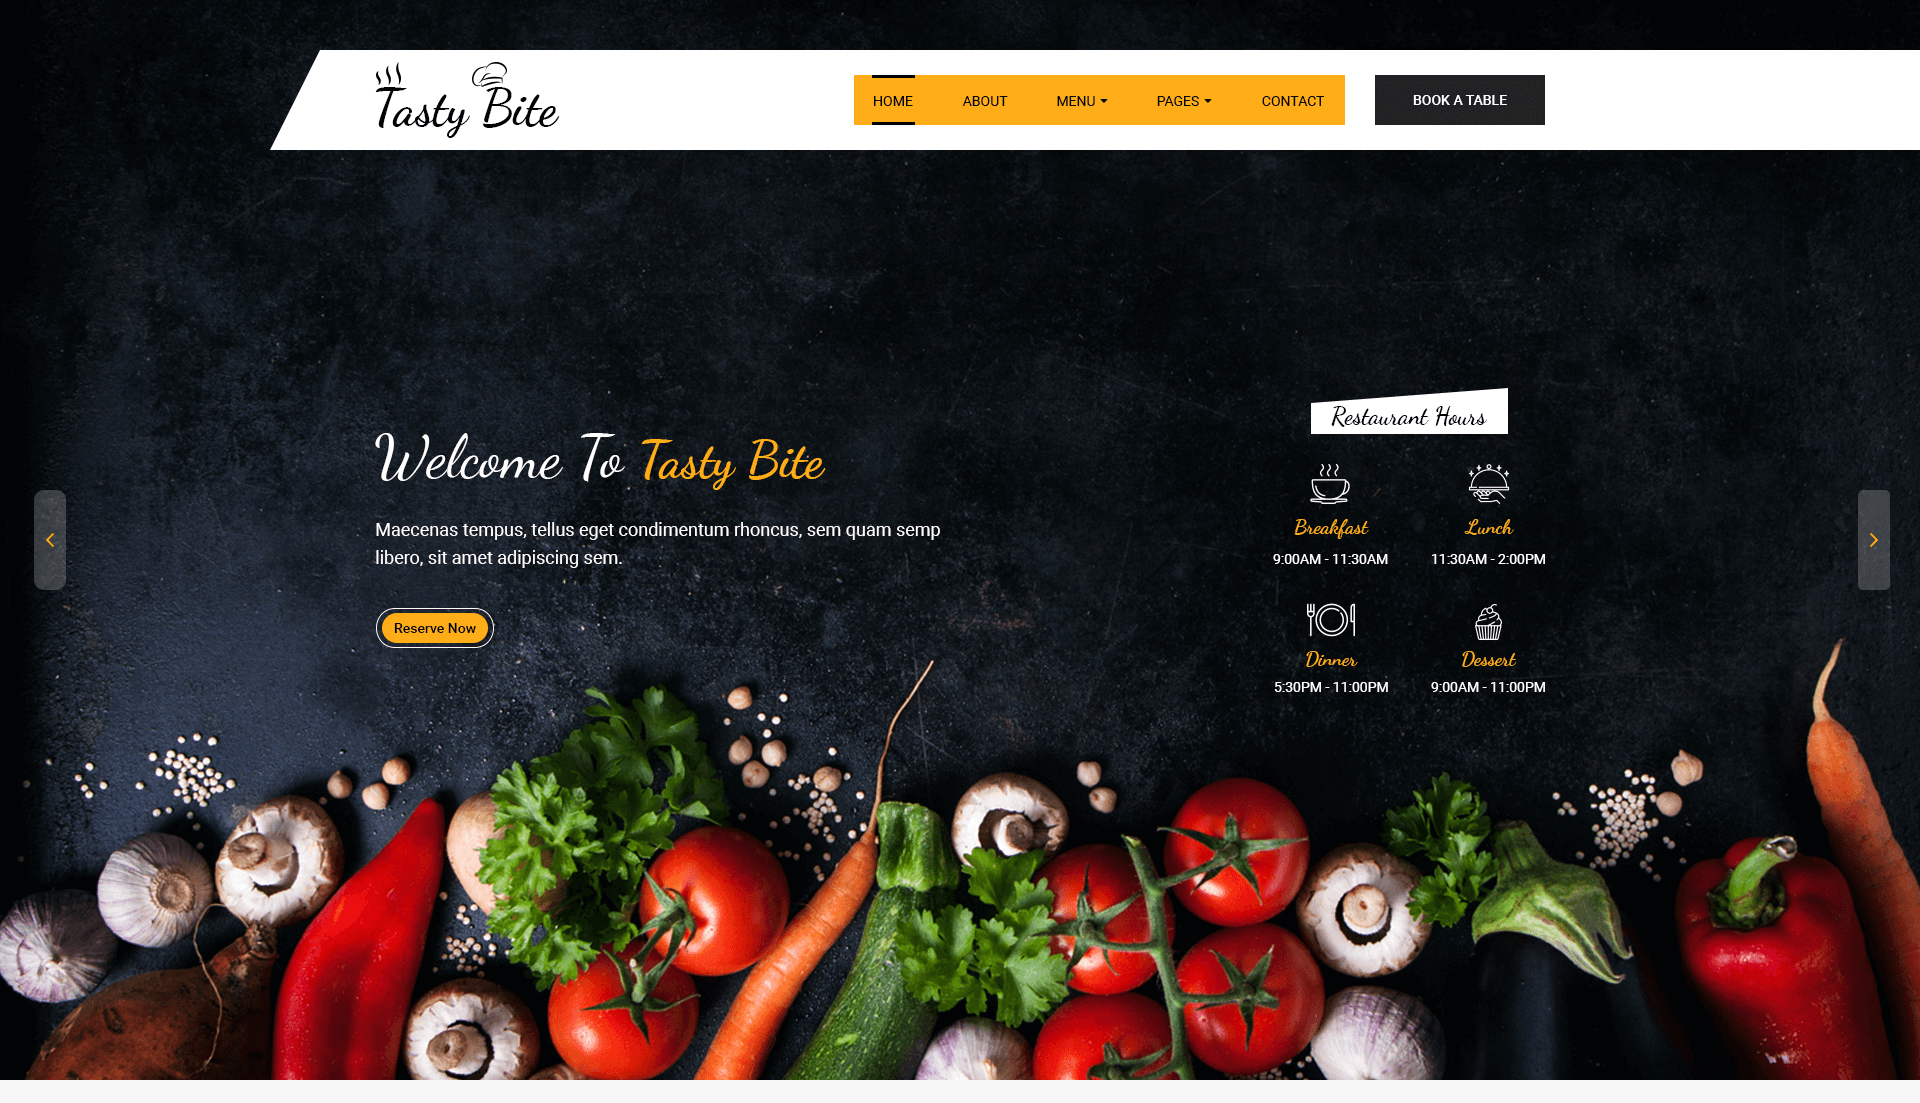 Tasty Bite
HOME
ABOUT
MENU
PAGES
CONTACT
BOOK A TABLE
Welcome To Tasty Bite
Maecenas tempus, tellus eget condimentum rhoncus, sem quam semp
libero, sit amet adipiscing sem.
Reserve Now
Restaurant Hours
Breakfast
9:00AM - 11:30AM
Lunch
11:30AM - 2:00PM
Dinner
5:30PM - 11:00PM
Dessert
9:00AM - 11:00PM